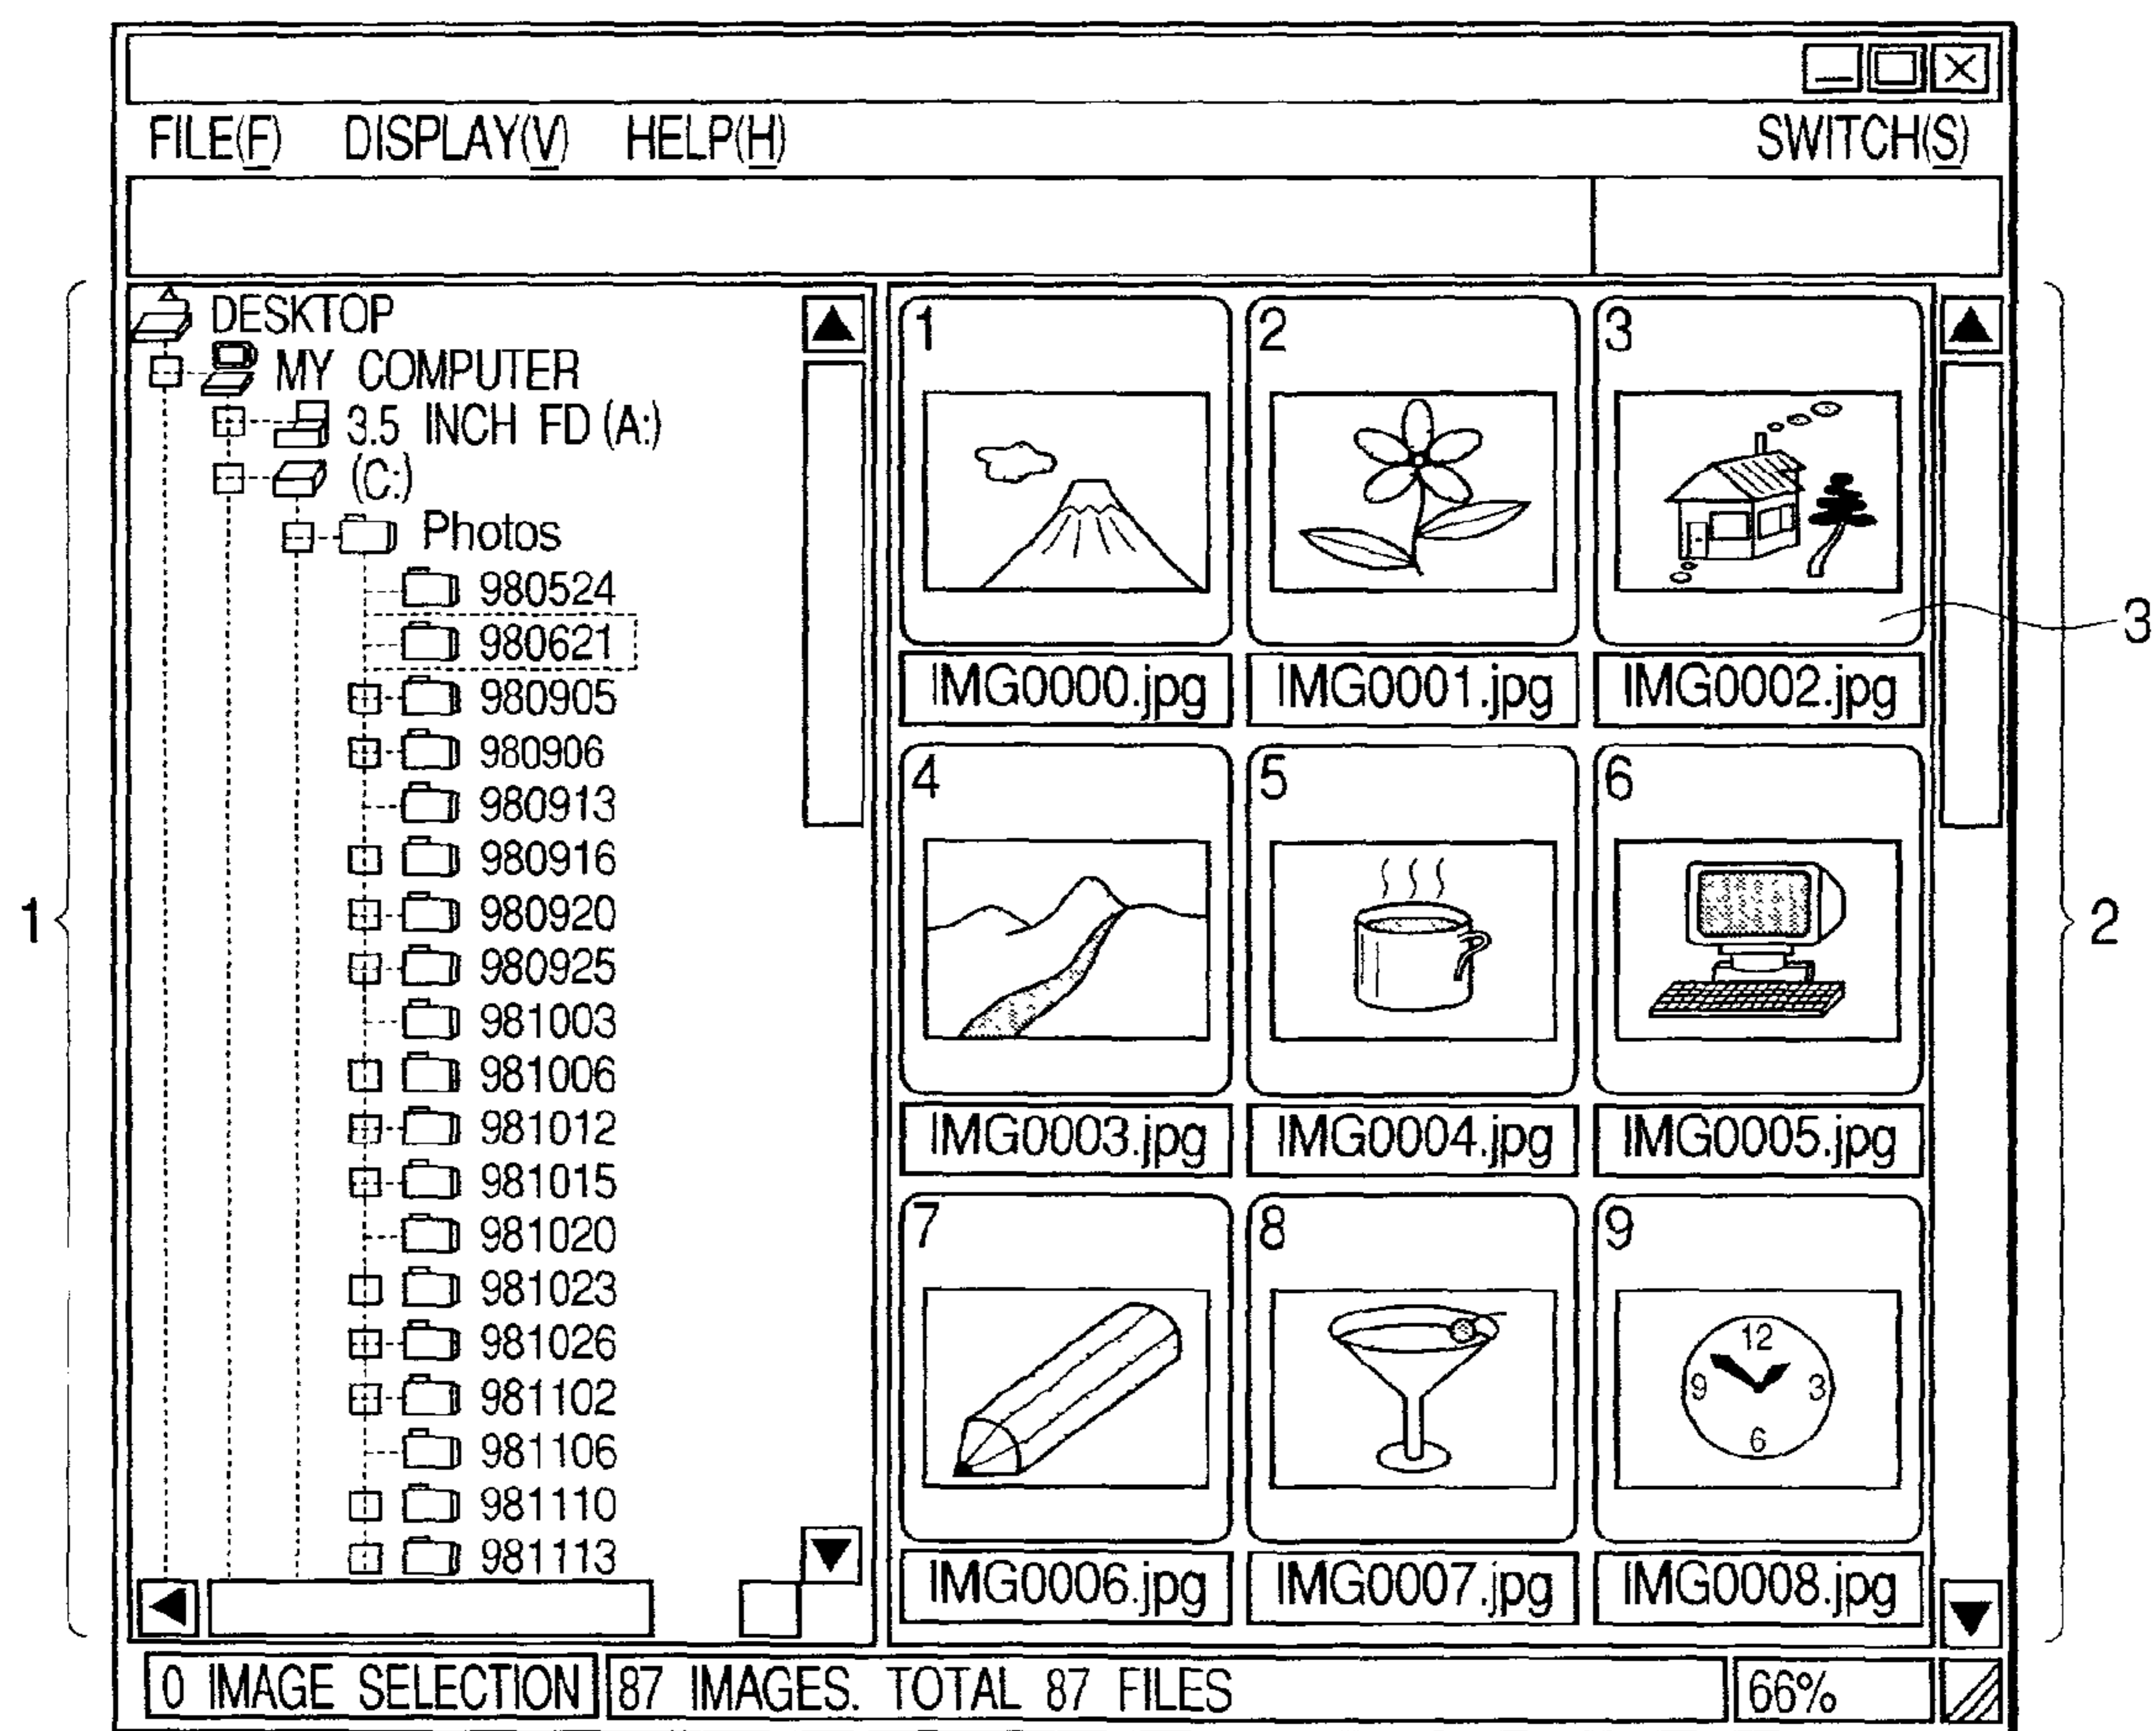 FILE(F) DISPLAY(V) HELP(H) SWITCH(S)
DESKTOP
MY COMPUTER
3.5 INCH FD (A:)
(C:)
Photos
980524
980621
980905
980906
980913
980916
980920
980925
981003
981006
981012
981015
981020
981023
981026
981102
981106
981110
981113
1
1 2 3
IMG0000.jpg IMG0001.jpg IMG0002.jpg
4 5 6
IMG0003.jpg IMG0004.jpg IMG0005.jpg
7 8 9
12
9 3
6
IMG0006.jpg IMG0007.jpg IMG0008.jpg
3
2
0 IMAGE SELECTION 87 IMAGES. TOTAL 87 FILES 66%